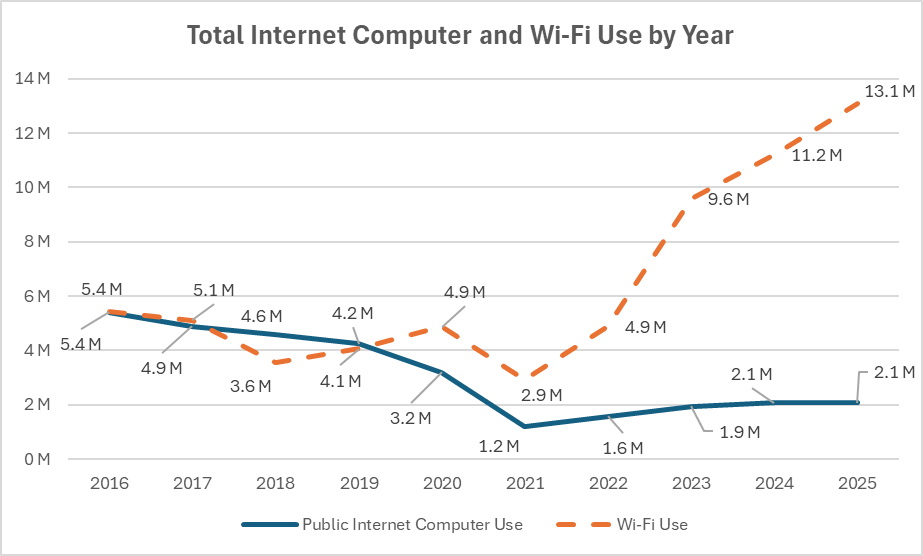 Total Internet Computer and Wi-Fi Use by Year
14 M
12 M
10 M
8 M
6 M
4 M
2 M
0 M
5.4 M
5.4 M
5.1 M
4.9 M
4.6 M
3.6 M
4.2 M
4.1 M
4.9 M
3.2 M
2.9 M
1.2 M
4.9 M
1.6 M
9.6 M
1.9 M
11.2 M
2.1 M
13.1 M
2.1 M
2016 2017 2018 2019 2020 2021 2022 2023 2024 2025
Public Internet Computer Use Wi-Fi Use